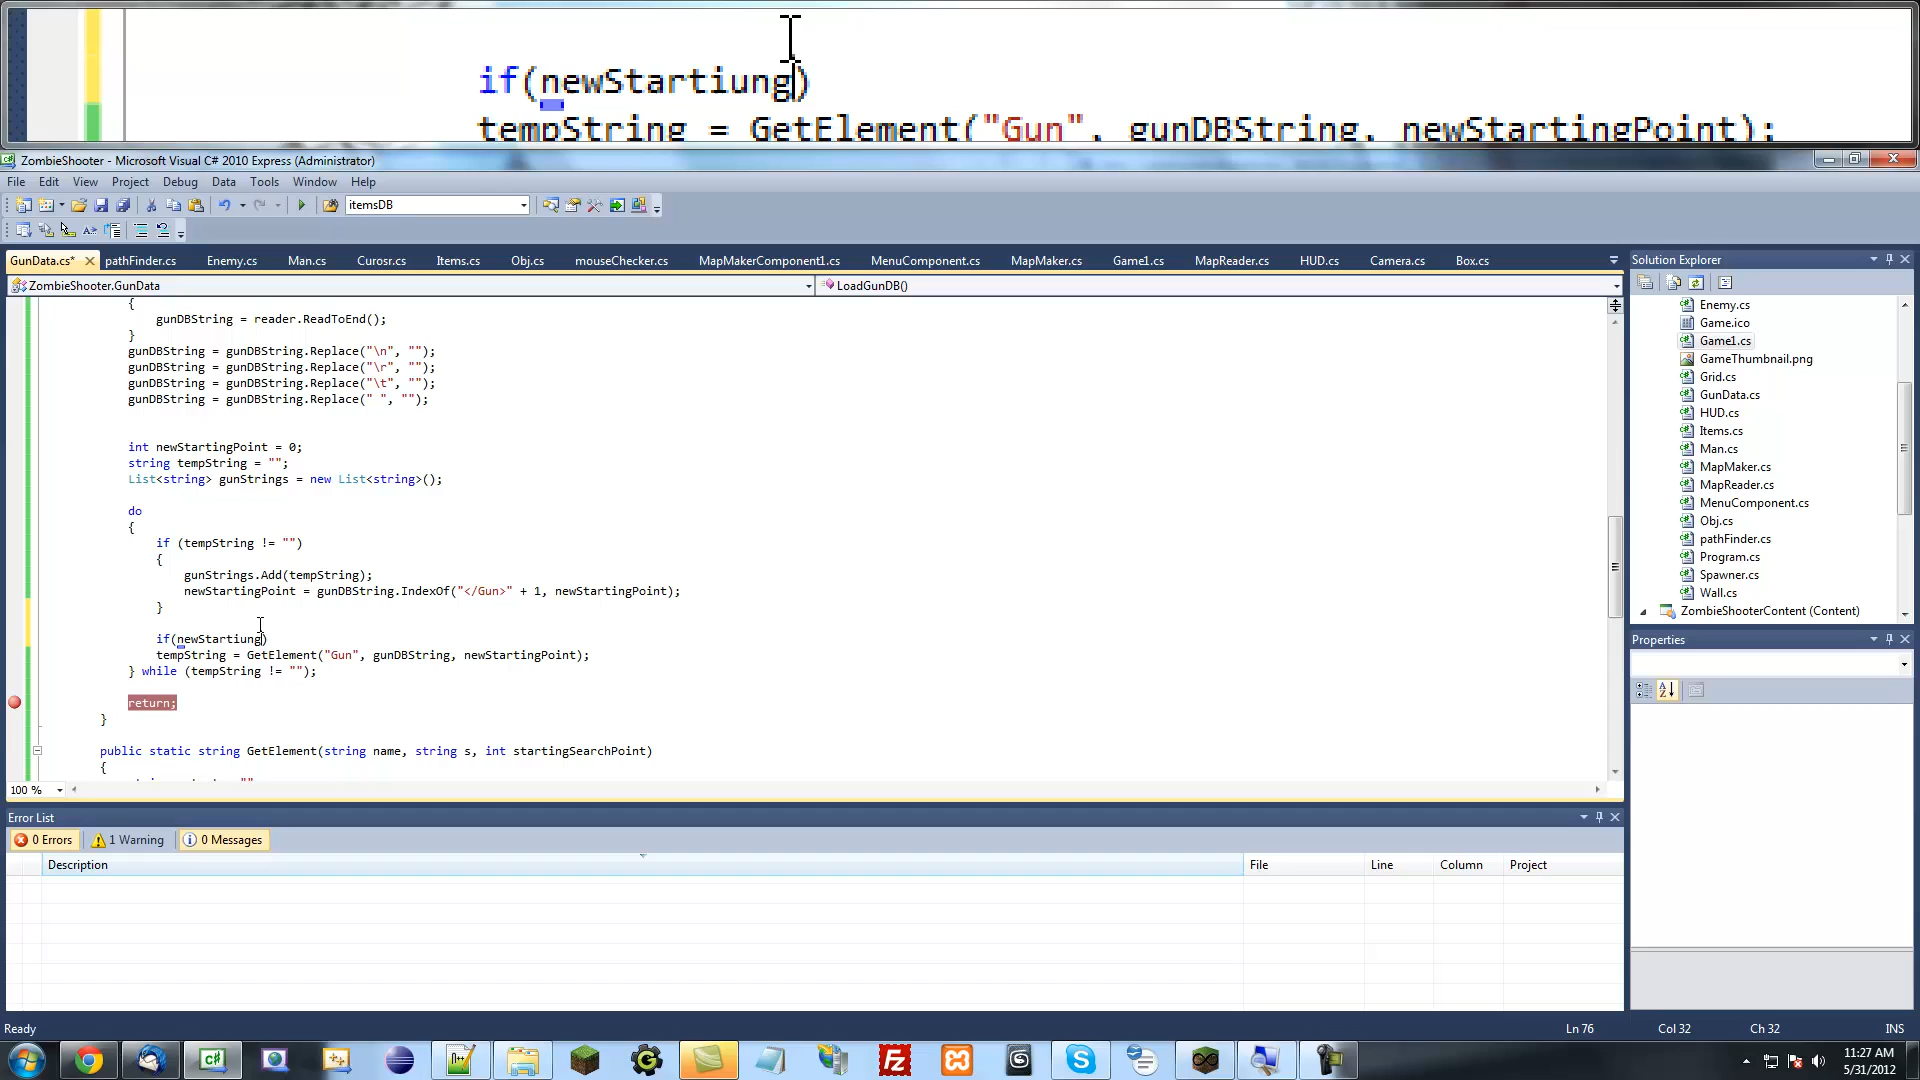 if(newStartiung)
tempString = GetElement("Gun", gunDBString, newStartingPoint);
ZombieShooter - Microsoft Visual C# 2010 Express (Administrator)
File Edit View Project Debug Data Tools Window Help
itemsDB
GunData.cs* pathFinder.cs Enemy.cs Man.cs Curosr.cs Items.cs Obj.cs mouseChecker.cs MapMakerComponent1.cs MenuComponent.cs MapMaker.cs Game1.cs MapReader.cs HUD.cs Camera.cs Box.cs
ZombieShooter.GunData LoadGunDB()
{
gunDBString = reader.ReadToEnd();
}
gunDBString = gunDBString.Replace("\n", "");
gunDBString = gunDBString.Replace("\r", "");
gunDBString = gunDBString.Replace("\t", "");
gunDBString = gunDBString.Replace(" ", "");
int newStartingPoint = 0;
string tempString = "";
List<string> gunStrings = new List<string>();
do
{
if (tempString != "")
{
gunStrings.Add(tempString);
newStartingPoint = gunDBString.IndexOf("</Gun>" + 1, newStartingPoint);
}
if(newStartiung)
tempString = GetElement("Gun", gunDBString, newStartingPoint);
} while (tempString != "");
return;
}
public static string GetElement(string name, string s, int startingSearchPoint)
{
100 %
Solution Explorer
Enemy.cs
Game.ico
Game1.cs
GameThumbnail.png
Grid.cs
GunData.cs
HUD.cs
Items.cs
Man.cs
MapMaker.cs
MapReader.cs
MenuComponent.cs
Obj.cs
pathFinder.cs
Program.cs
Spawner.cs
Wall.cs
ZombieShooterContent (Content)
Properties
Error List
0 Errors 1 Warning 0 Messages
Description File Line Column Project
Ready Ln 76 Col 32 Ch 32 INS
11:27 AM
5/31/2012